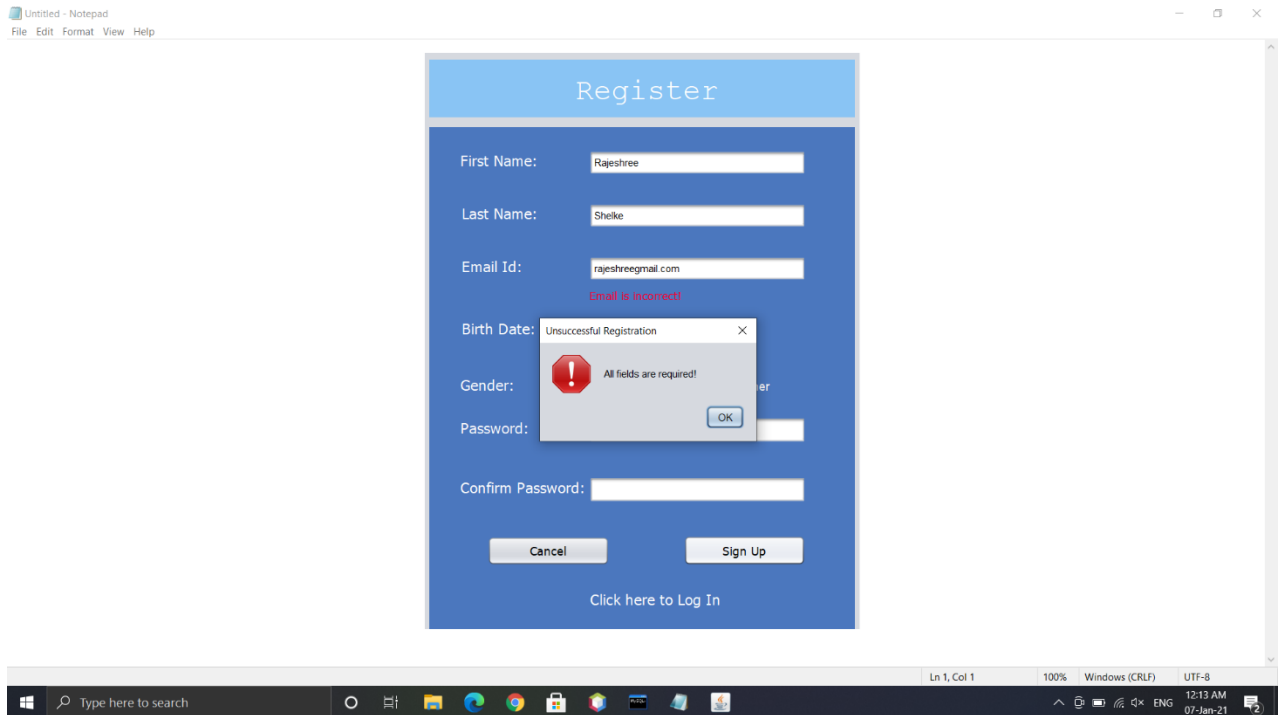 Untitled - Notepad
File Edit Format View Help
Register
First Name: Rajeshree
Last Name: Shelke
Email Id: rajeshreegmail.com
Email is incorrect!
Birth Date:
Unsuccessful Registration
All fields are required!
OK
Gender:
Password:
Confirm Password:
Cancel Sign Up
Click here to Log In
Ln 1, Col 1 100% Windows (CRLF) UTF-8
Type here to search
ENG
12:13 AM
07-Jan-21
2